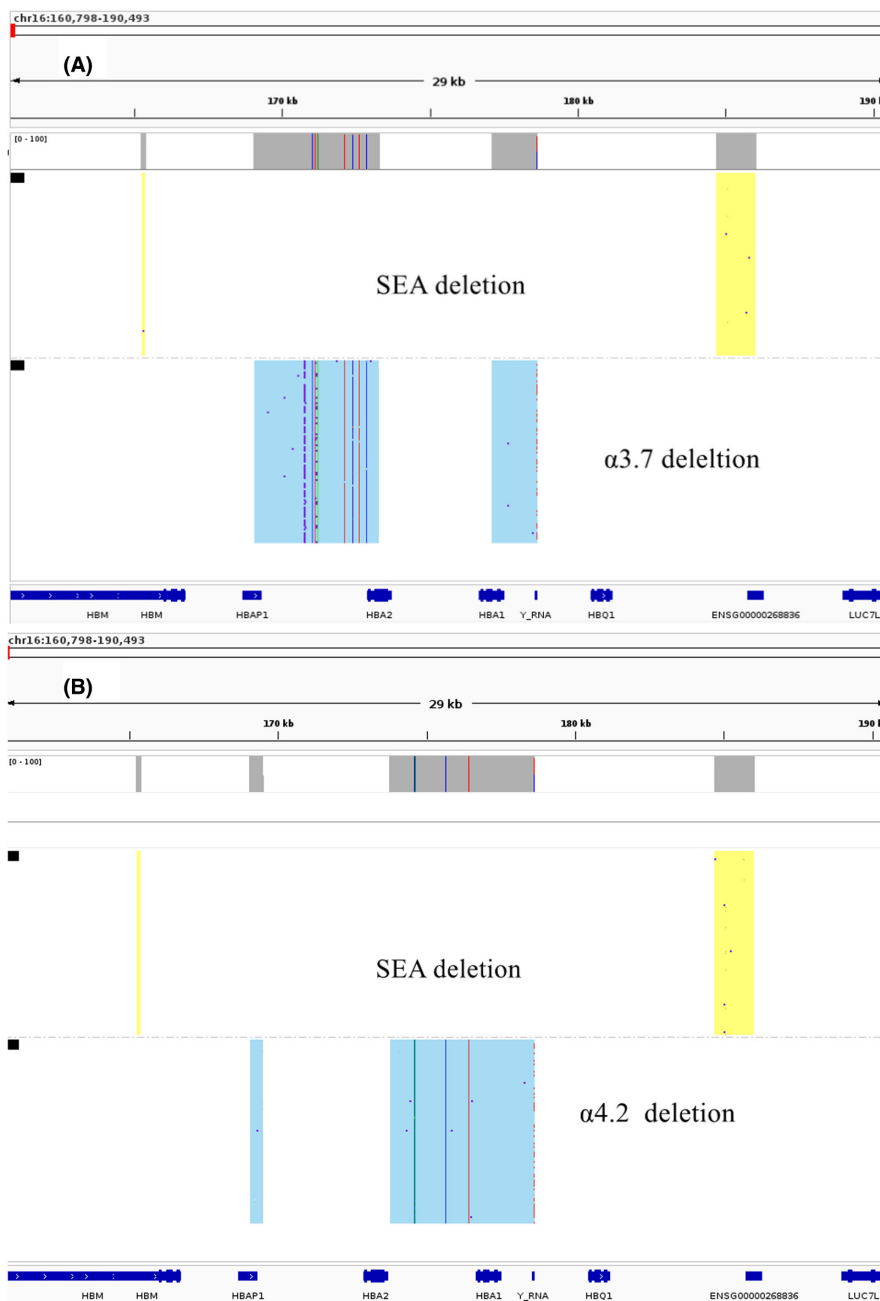 chr16:160,798-190,493
(A)
29 kb
170 kb 180 kb 190 k
[0 - 100]
SEA deletion
α3.7 deleltion
HBM HBM HBAP1 HBA2 HBA1 Y_RNA HBQ1 ENSG00000268836 LUC7L
chr16:160,798-190,493
(B)
29 kb
170 kb 180 kb 190 k
[0 - 100]
SEA deletion
α4.2 deletion
HBM HBM HBAP1 HBA2 HBA1 Y_RNA HBQ1 ENSG00000268836 LUC7L